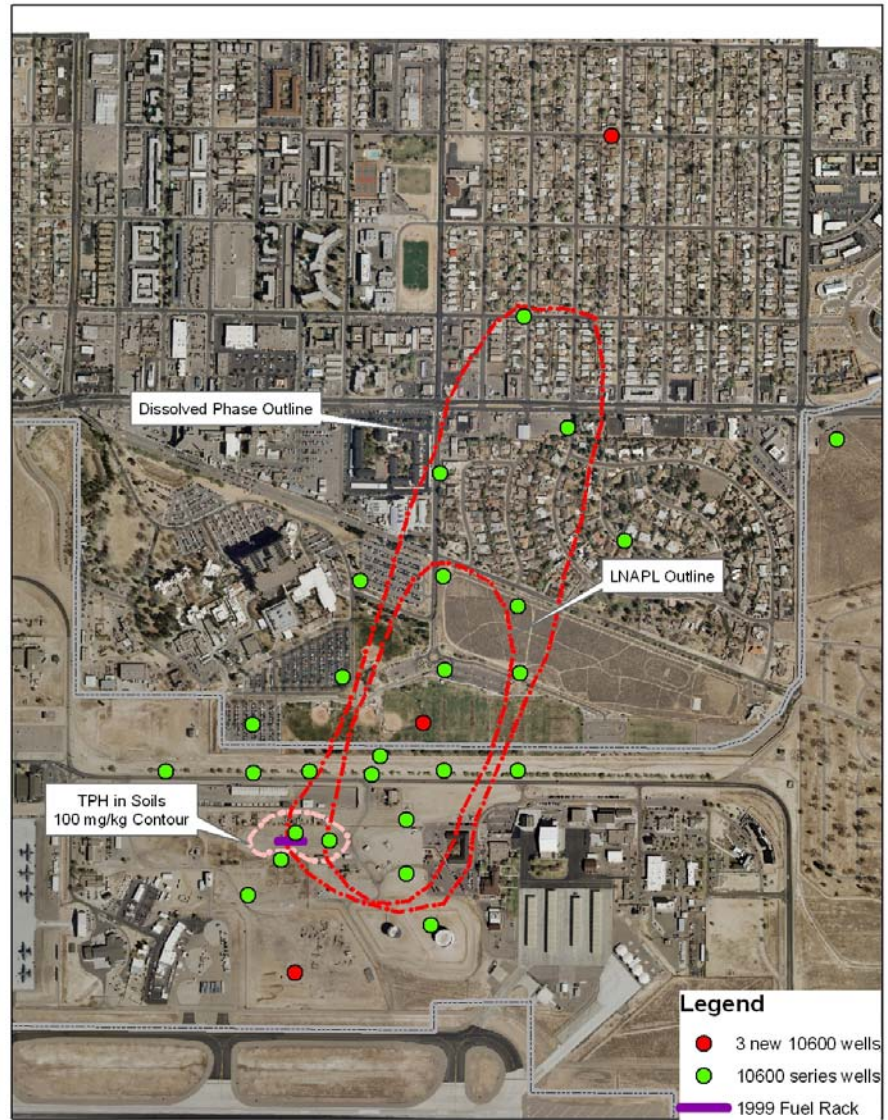 Dissolved Phase Outline
LNAPL Outline
TPH in Soils
100 mg/kg Contour
Legend
3 new 10600 wells
10600 series wells
1999 Fuel Rack